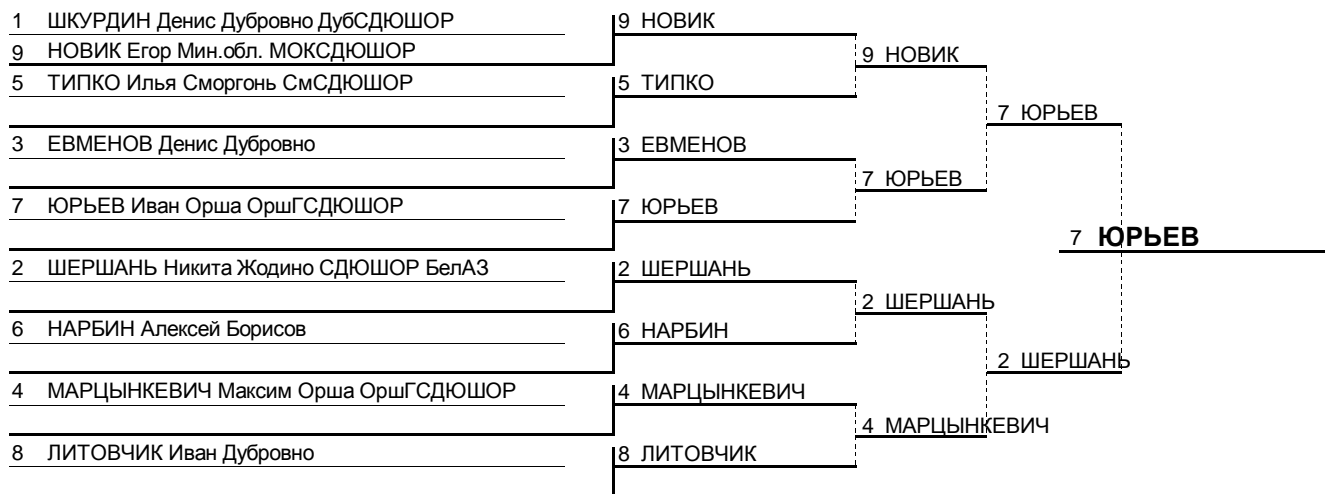 1 ШКУРДИН Денис Дубровно ДубСДЮШОР
9 НОВИК
9 НОВИК Егор Мин.обл. МОКСДЮШОР
9 НОВИК
5 ТИПКО Илья Сморгонь СмСДЮШОР
5 ТИПКО
7 ЮРЬЕВ
3 ЕВМЕНОВ Денис Дубровно
3 ЕВМЕНОВ
7 ЮРЬЕВ
7 ЮРЬЕВ Иван Орша ОршГСДЮШОР
7 ЮРЬЕВ
7 ЮРЬЕВ
2 ШЕРШАНЬ Никита Жодино СДЮШОР БелАЗ
2 ШЕРШАНЬ
2 ШЕРШАНЬ
6 НАРБИН Алексей Борисов
6 НАРБИН
2 ШЕРШАНЬ
4 МАРЦЫНКЕВИЧ Максим Орша ОршГСДЮШОР
4 МАРЦЫНКЕВИЧ
4 МАРЦЫНКЕВИЧ
8 ЛИТОВЧИК Иван Дубровно
8 ЛИТОВЧИК